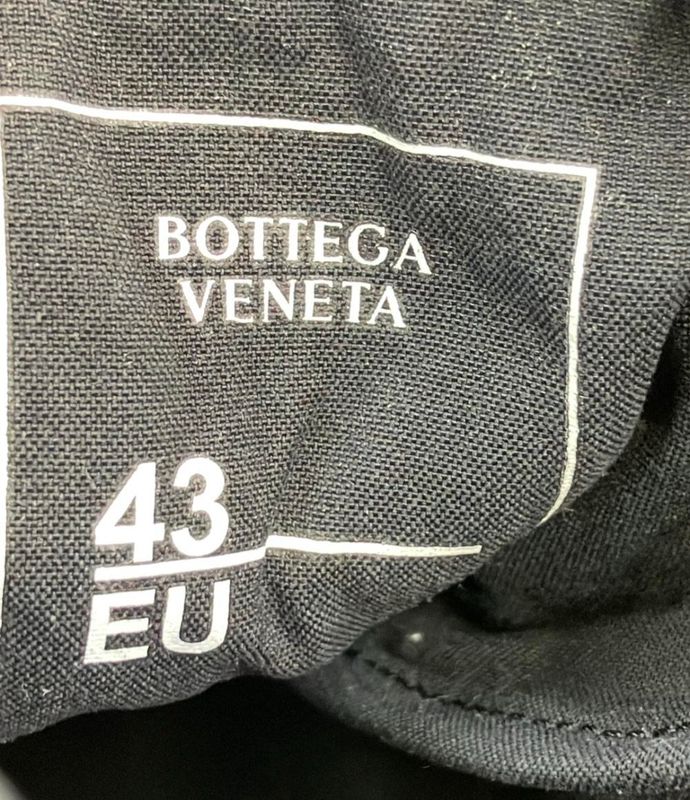 BOTTEGA
VENETA
43
EU